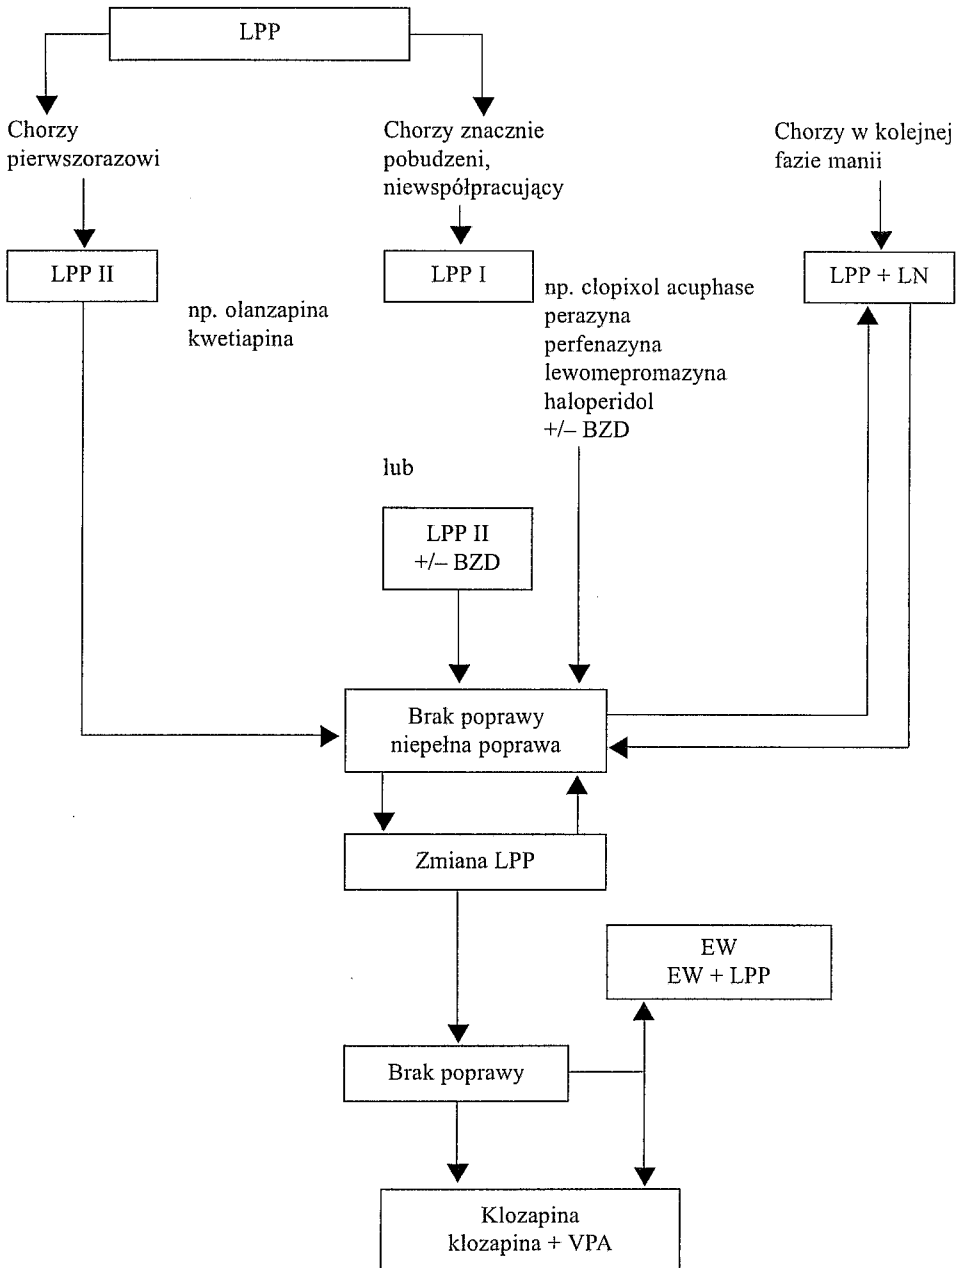 LPP
Chorzy
pierwszorazowi
Chorzy znacznie
pobudzeni,
niewspółpracujący
Chorzy w kolejnej
fazie manii
LPP II
LPP I
LPP + LN
np. olanzapina
kwetiapina
np. clopixol acuphase
perazyna
perfenazyna
lewomepromazyna
haloperidol
+/– BZD
lub
LPP II
+/– BZD
Brak poprawy
niepełna poprawa
Zmiana LPP
EW
EW + LPP
Brak poprawy
Klozapina
klozapina + VPA